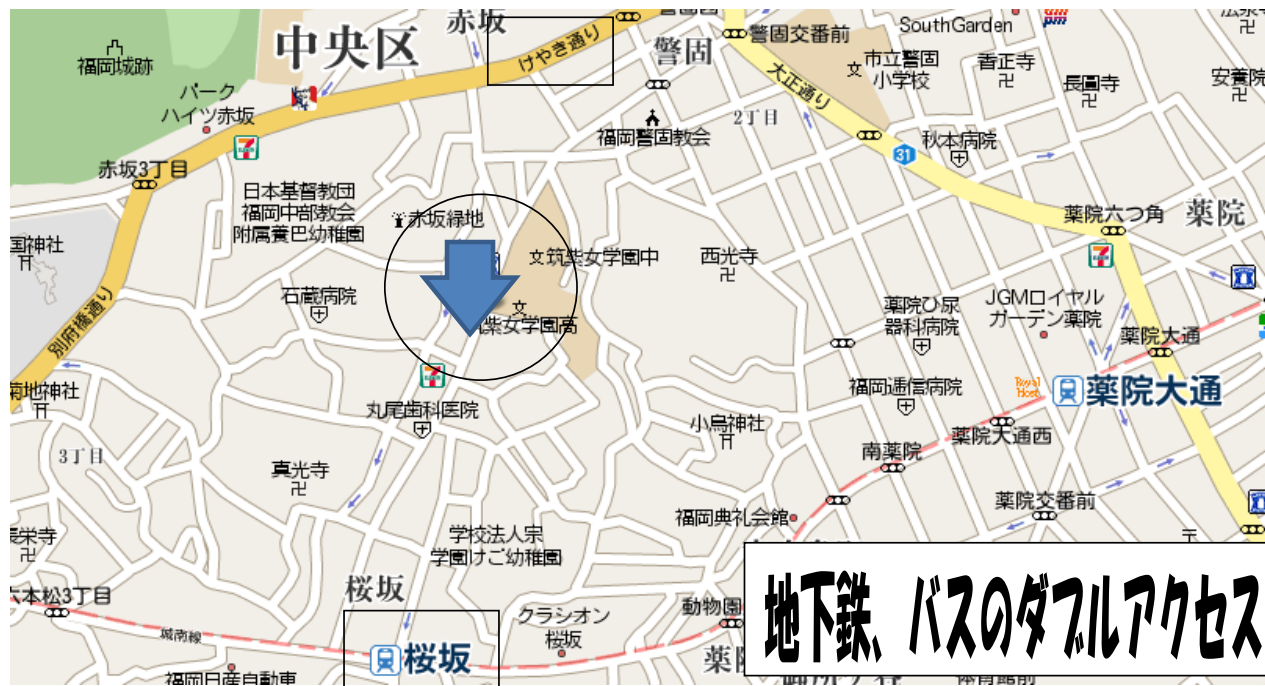 赤坂
けやき通り
SouthGarden
警固交番前
中央区
警固
福岡城跡
市立警固
小学校
香正寺
長圓寺
安養院
大正通り
パーク
ハイツ赤坂
2丁目
福岡警固教会
秋本病院
31
赤坂3丁目
日本基督教団
福岡中部教会
附属養巴幼稚園
赤坂緑地
薬院六つ角
薬院
国神社
筑紫女学園中
西光寺
石蔵病院
薬院ひ尿
器科病院
JGMロイヤル
ガーデン薬院
紫女学園高
別府橋通り
薬院大通
菊地神社
福岡逓信病院
Royal
Host
薬院大通
丸尾歯科医院
小烏神社
薬院大通西
3丁目
南薬院
真光寺
薬院交番前
福岡典礼会館
長栄寺
学校法人宗
学園けご幼稚園
地下鉄、バスのダブルアクセス
桜坂
六本松3丁目
クラシオン
桜坂
動物園
城南線
桜坂
福岡日産自動車